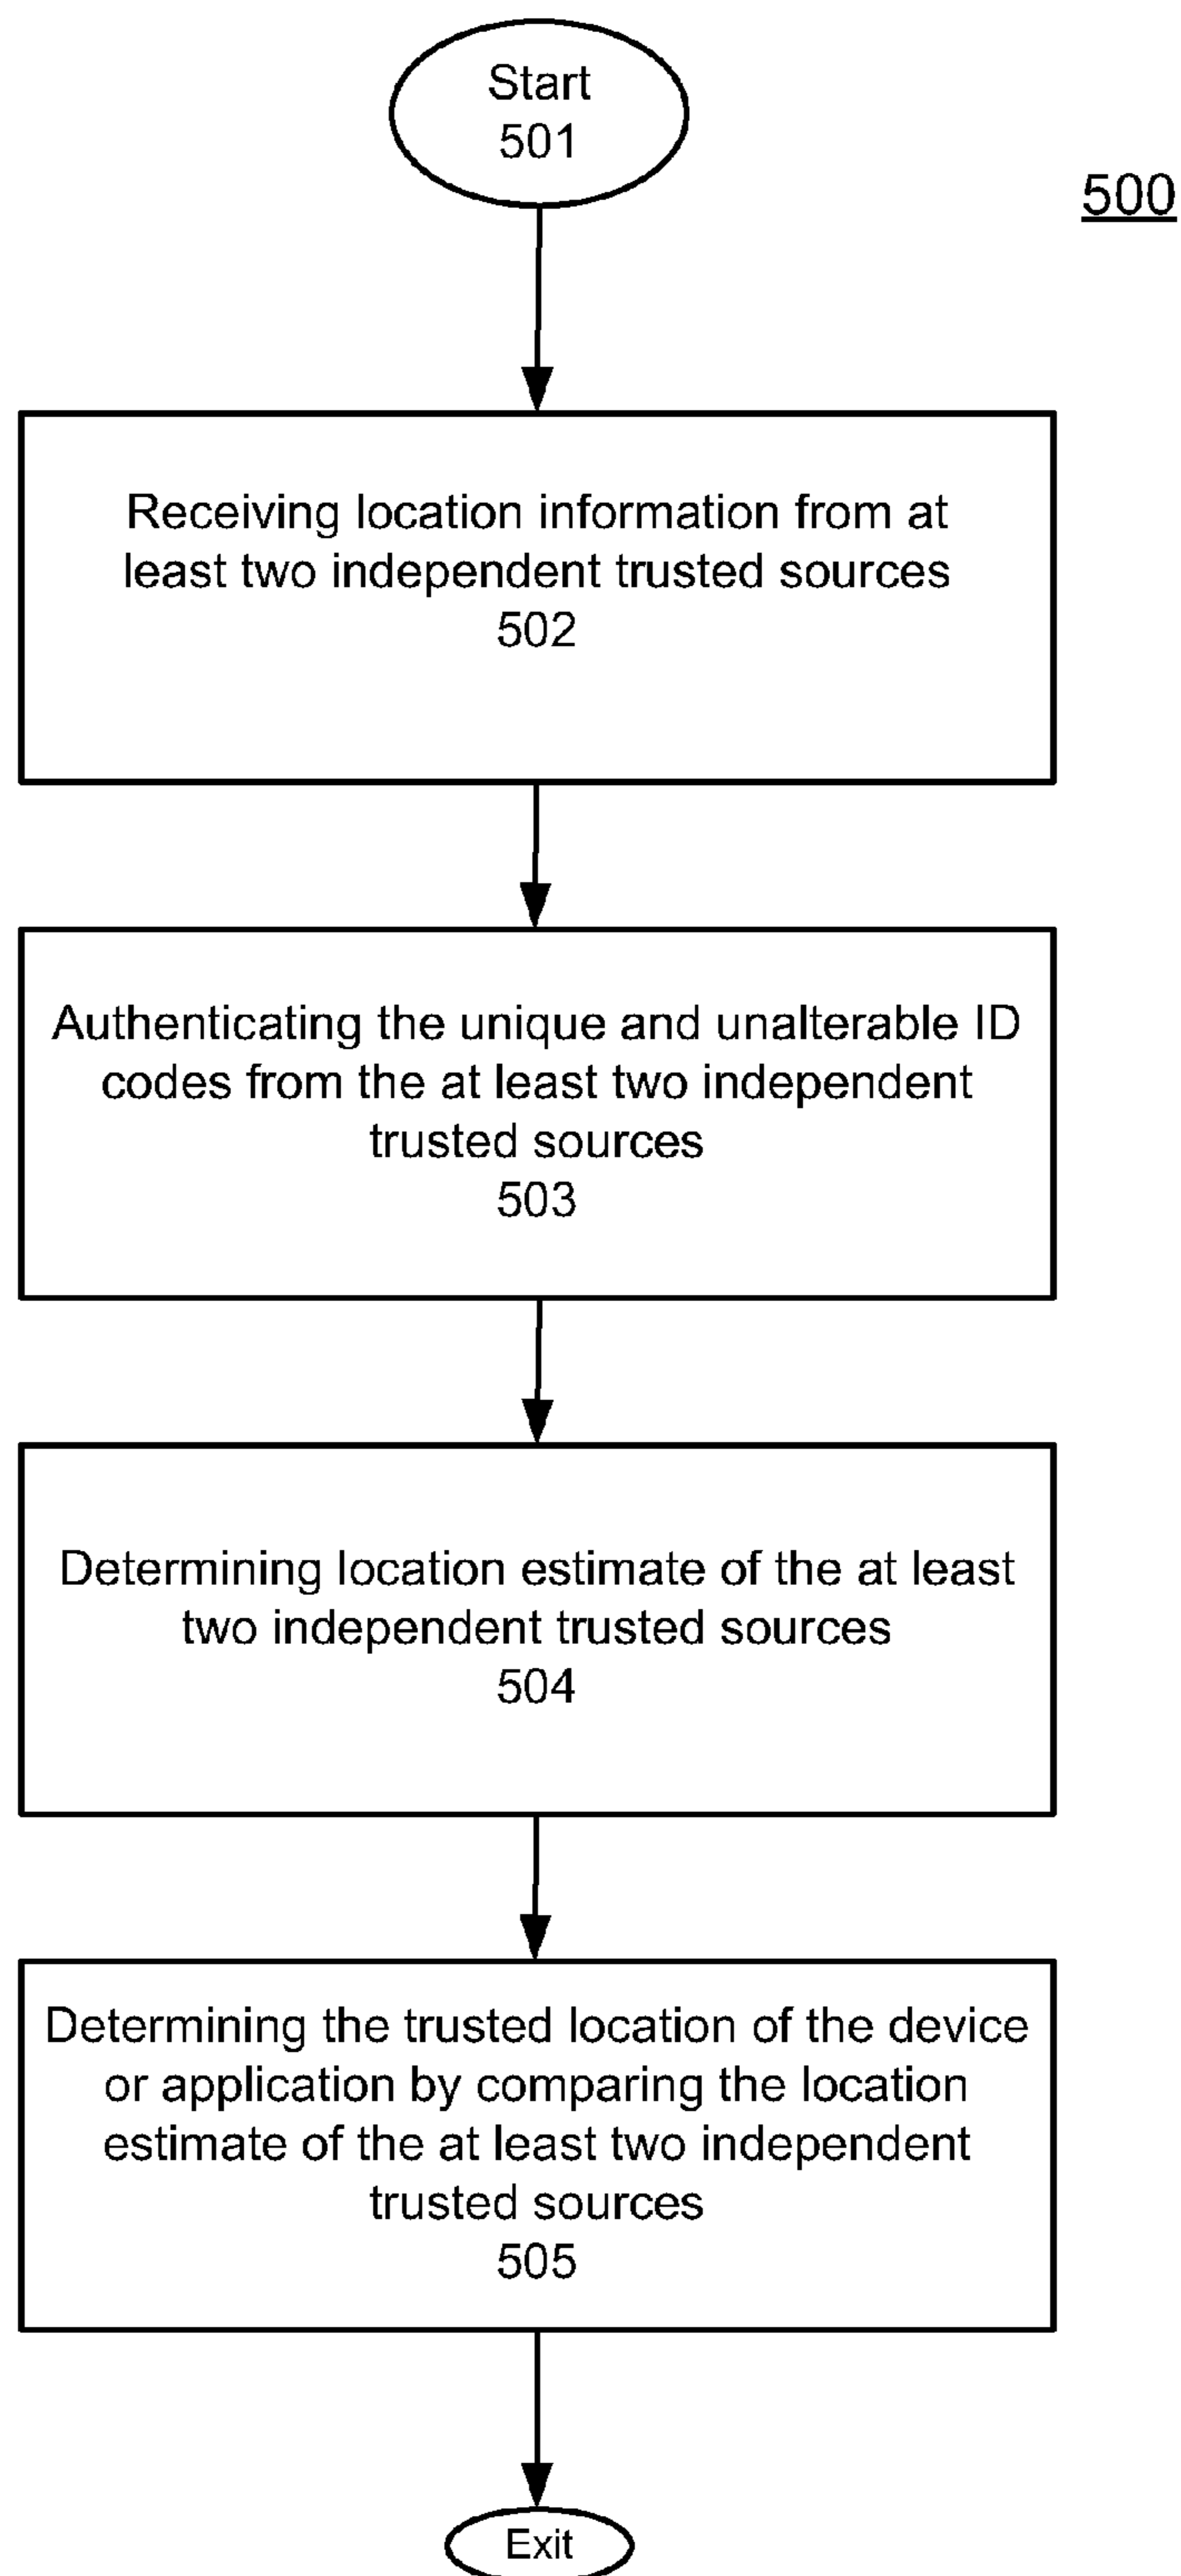 Start
501
500
Receiving location information from at
least two independent trusted sources
502
Authenticating the unique and unalterable ID
codes from the at least two independent
trusted sources
503
Determining location estimate of the at least
two independent trusted sources
504
Determining the trusted location of the device
or application by comparing the location
estimate of the at least two independent
trusted sources
505
Exit